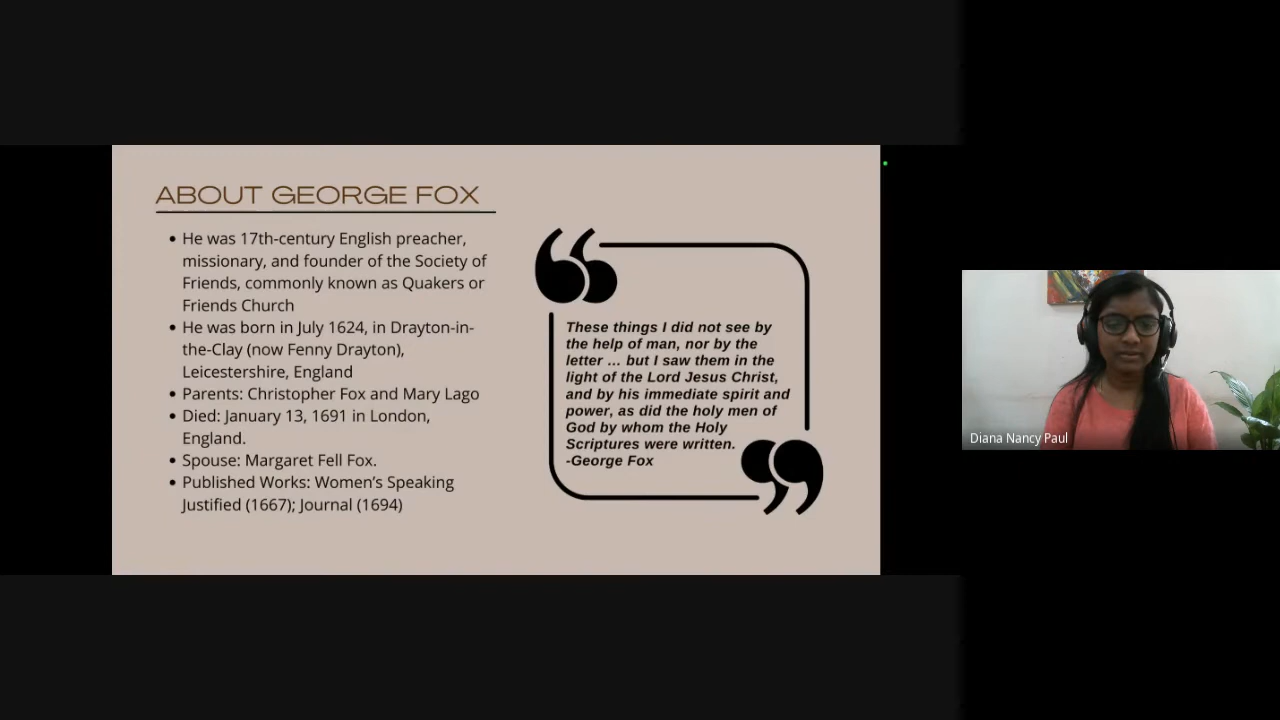 ABOUT GEORGE FOX
He was 17th-century English preacher,
missionary, and founder of the Society of
Friends, commonly known as Quakers or
Friends Church
He was born in July 1624, in Drayton-in-
the-Clay (now Fenny Drayton),
Leicestershire, England
Parents: Christopher Fox and Mary Lago
Died: January 13, 1691 in London,
England.
Spouse: Margaret Fell Fox.
Published Works: Women’s Speaking
Justified (1667); Journal (1694)
These things I did not see by
the help of man, nor by the
letter … but I saw them in the
light of the Lord Jesus Christ,
and by his immediate spirit and
power, as did the holy men of
God by whom the Holy
Scriptures were written.
-George Fox
Diana Nancy Paul